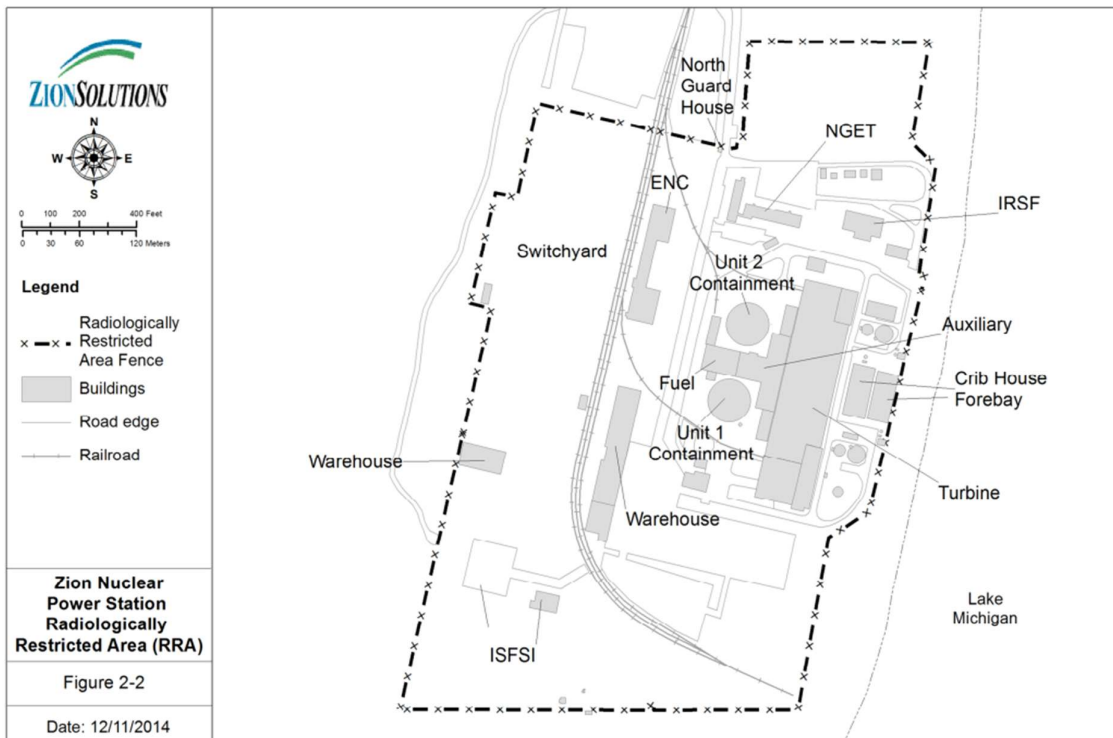 ZIONSOLUTIONS
N
W
E
S
0 100 200 400 Feet
0 30 60 120 Meters
Legend
Radiologically
Restricted
Area Fence
Buildings
Road edge
Railroad
Zion Nuclear
Power Station
Radiologically
Restricted Area (RRA)
Figure 2-2
Date: 12/11/2014
North
Guard
House
NGET
ENC
IRSF
Switchyard
Unit 2
Containment
Auxiliary
Fuel
Crib House
Forebay
Unit 1
Containment
Warehouse
Turbine
Warehouse
Lake
Michigan
ISFSI